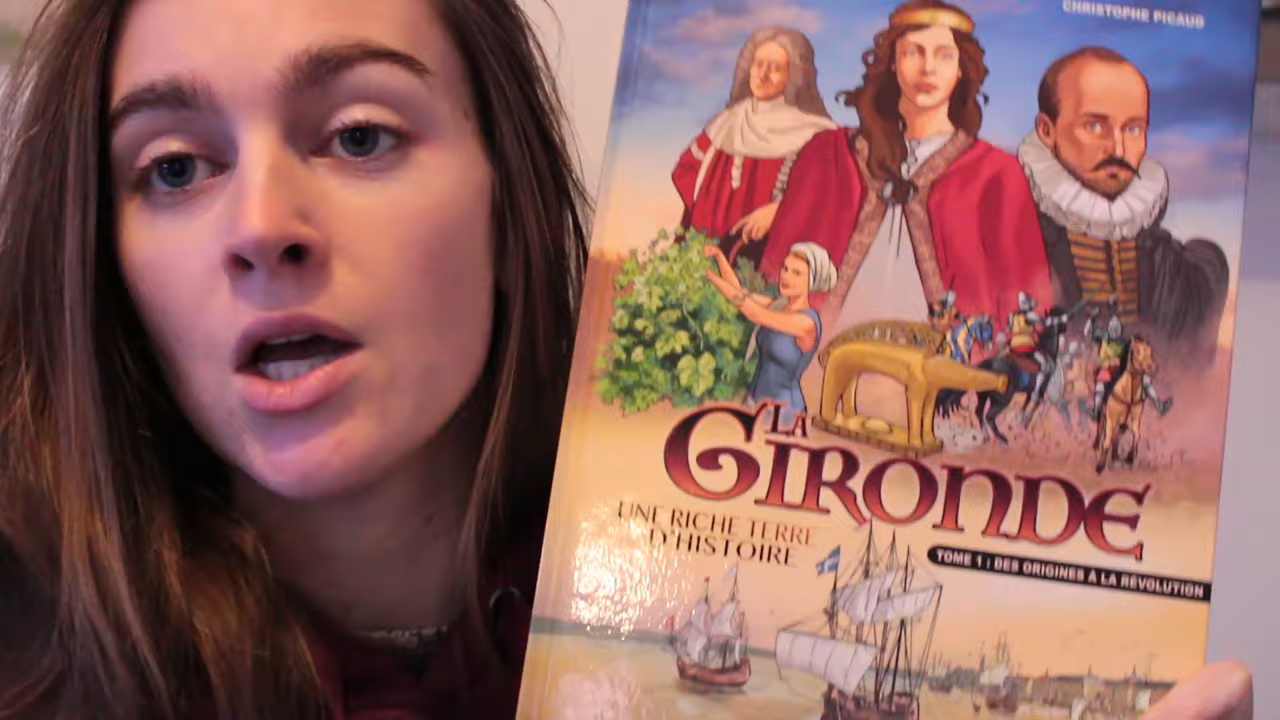 CHRISTOPHE PICAUD
LA
GIRONDE
UNE RICHE TERRE
D'HISTOIRE
TOME 1 : DES ORIGINES À LA RÉVOLUTION